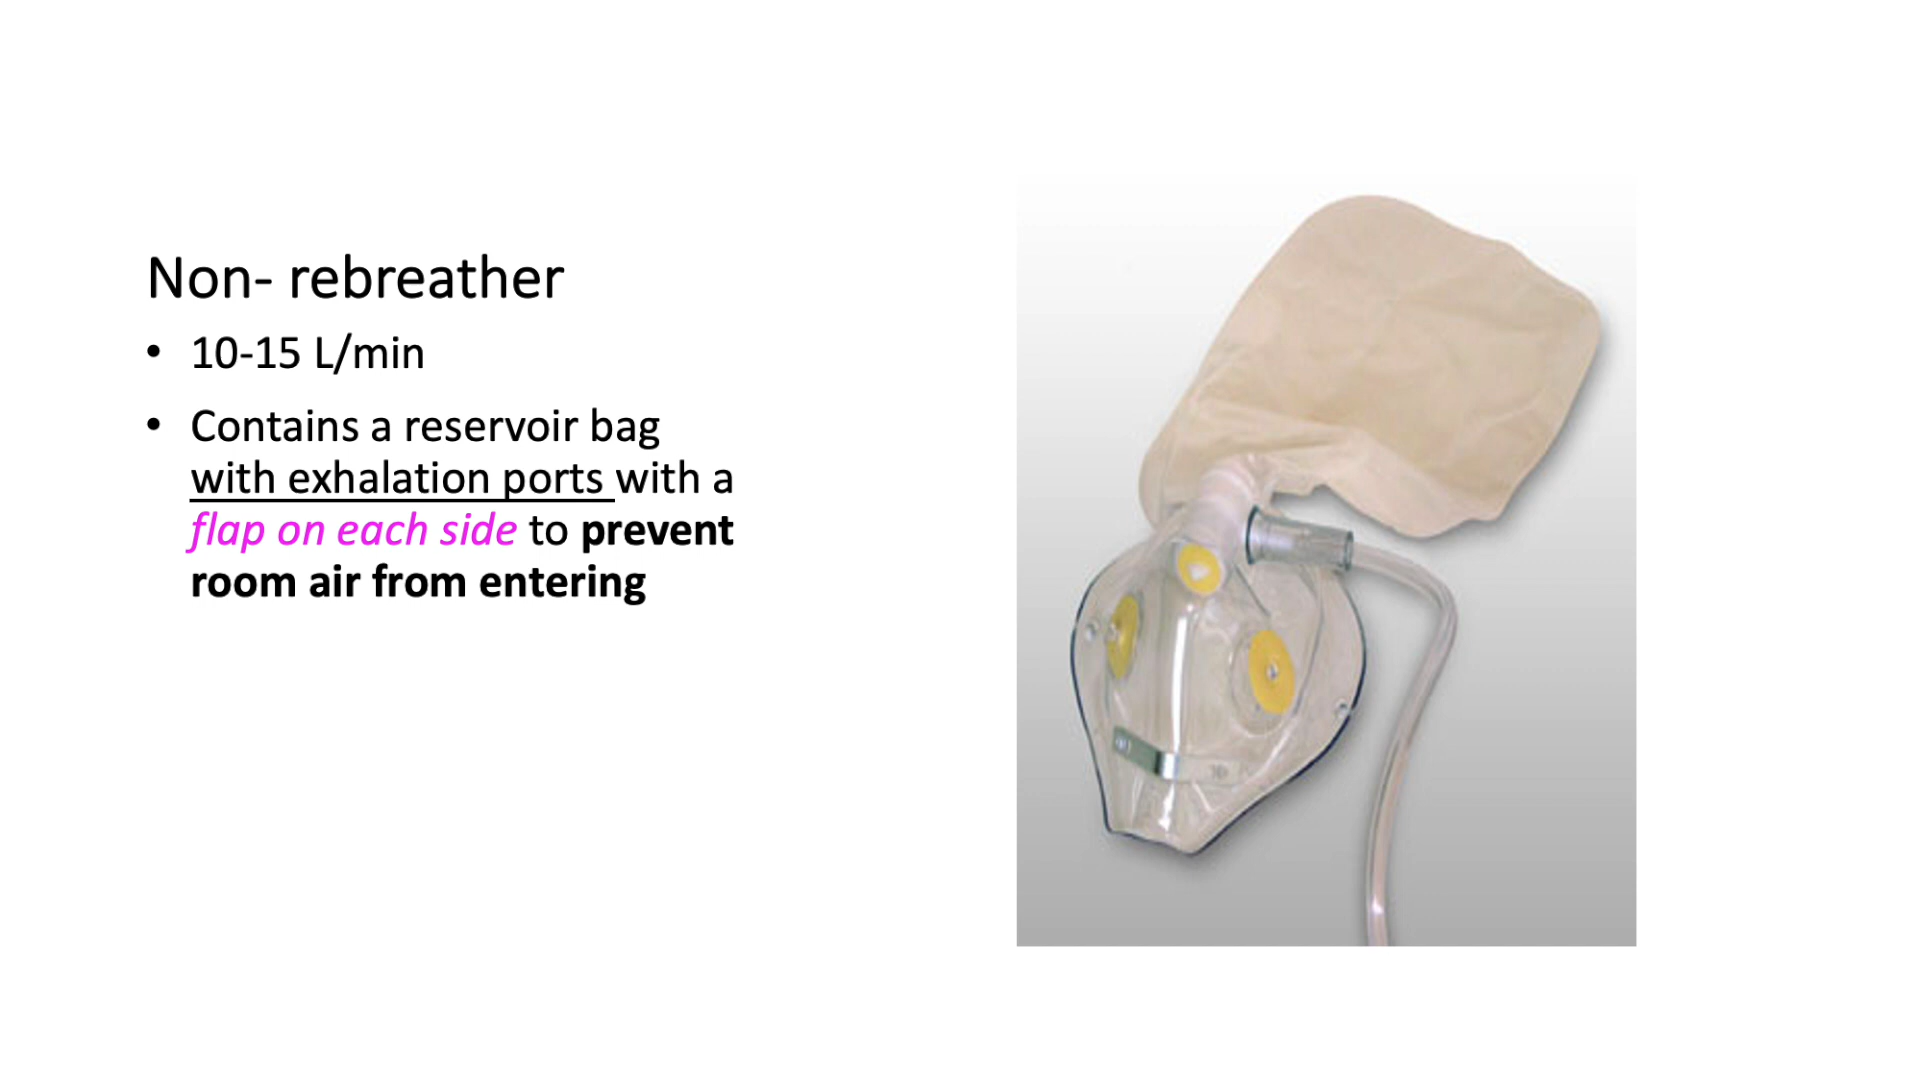 Non- rebreather
• 10-15 L/min
• Contains a reservoir bag
with exhalation ports with a
flap on each side to prevent
room air from entering